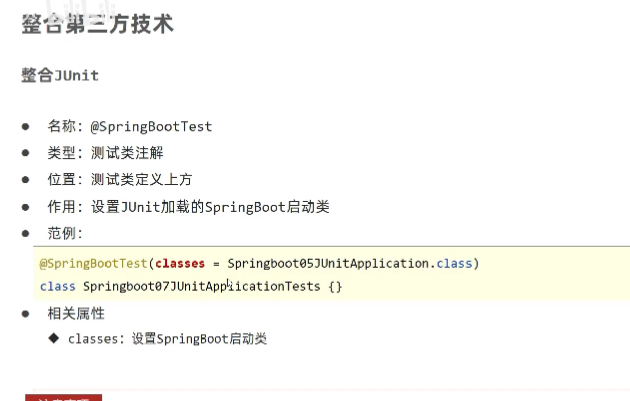 整合第三方技术
整合JUnit
● 名称：@SpringBootTest
● 类型：测试类注解
● 位置：测试类定义上方
● 作用：设置JUnit加载的SpringBoot启动类
● 范例：
@SpringBootTest(classes = Springboot05JUnitApplication.class)
class Springboot07JUnitApplicationTests {}
● 相关属性
◆ classes：设置SpringBoot启动类